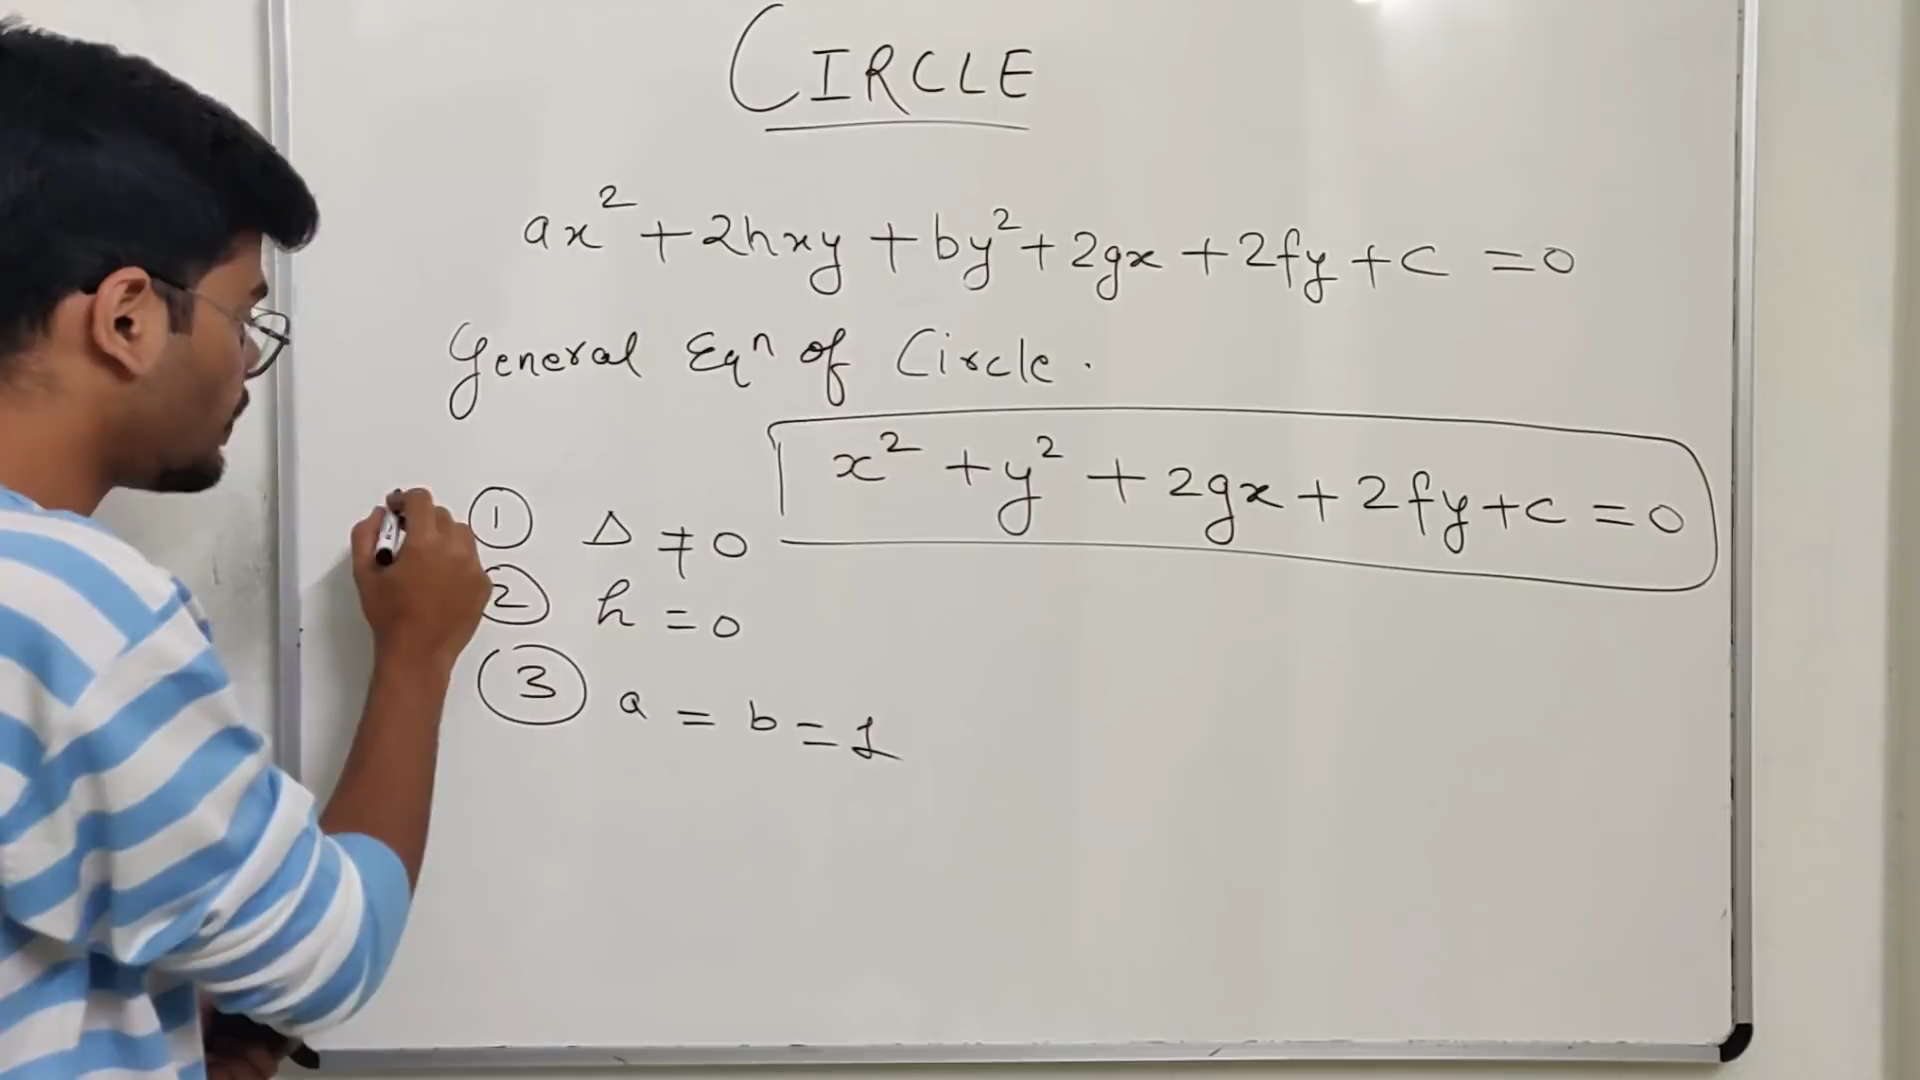 CIRCLE
ax² + 2hxy + by² + 2gx + 2fy + c = 0
General Eqⁿ of Circle.
x² + y² + 2gx + 2fy + c = 0
① Δ ≠ 0
② h = 0
③ a = b = 1